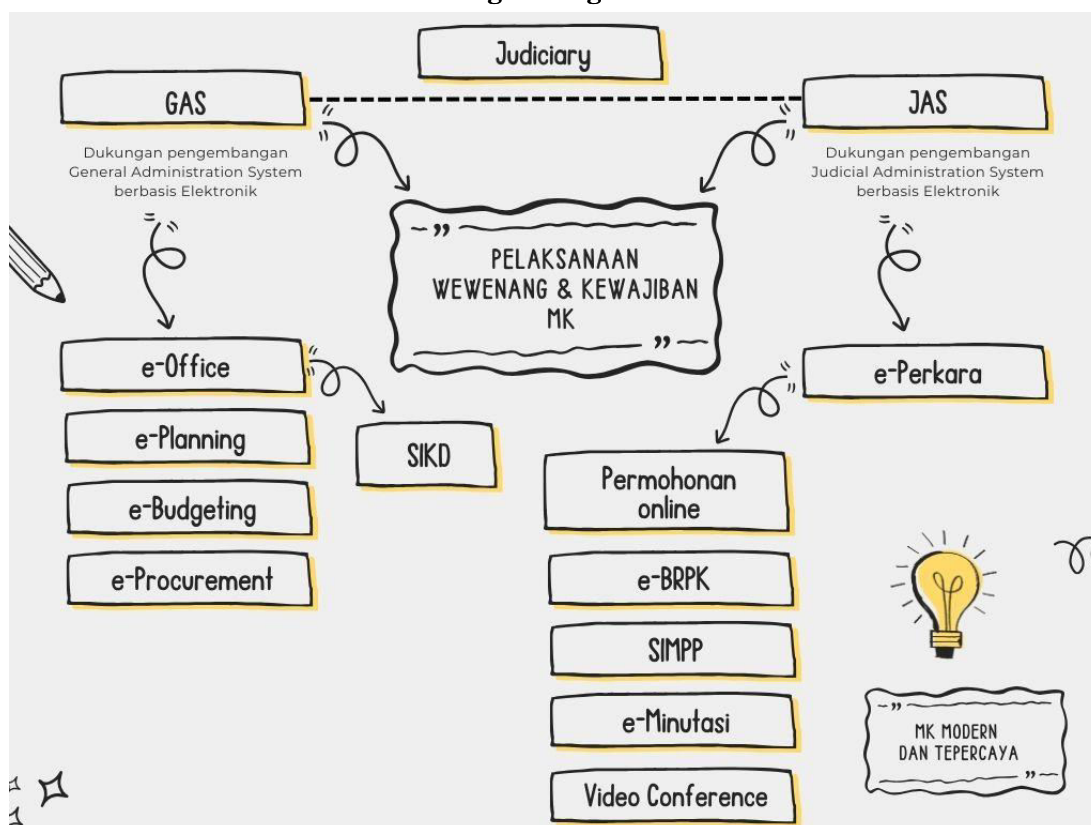 Judiciary
GAS
JAS
Dukungan pengembangan
General Administration System
berbasis Elektronik
Dukungan pengembangan
Judicial Administration System
berbasis Elektronik
PELAKSANAAN
WEWENANG & KEWAJIBAN
MK
e-Office
e-Planning
e-Budgeting
e-Procurement
SIKD
e-Perkara
Permohonan
online
e-BRPK
SIMPP
e-Minutasi
Video Conference
MK MODERN
DAN TEPERCAYA